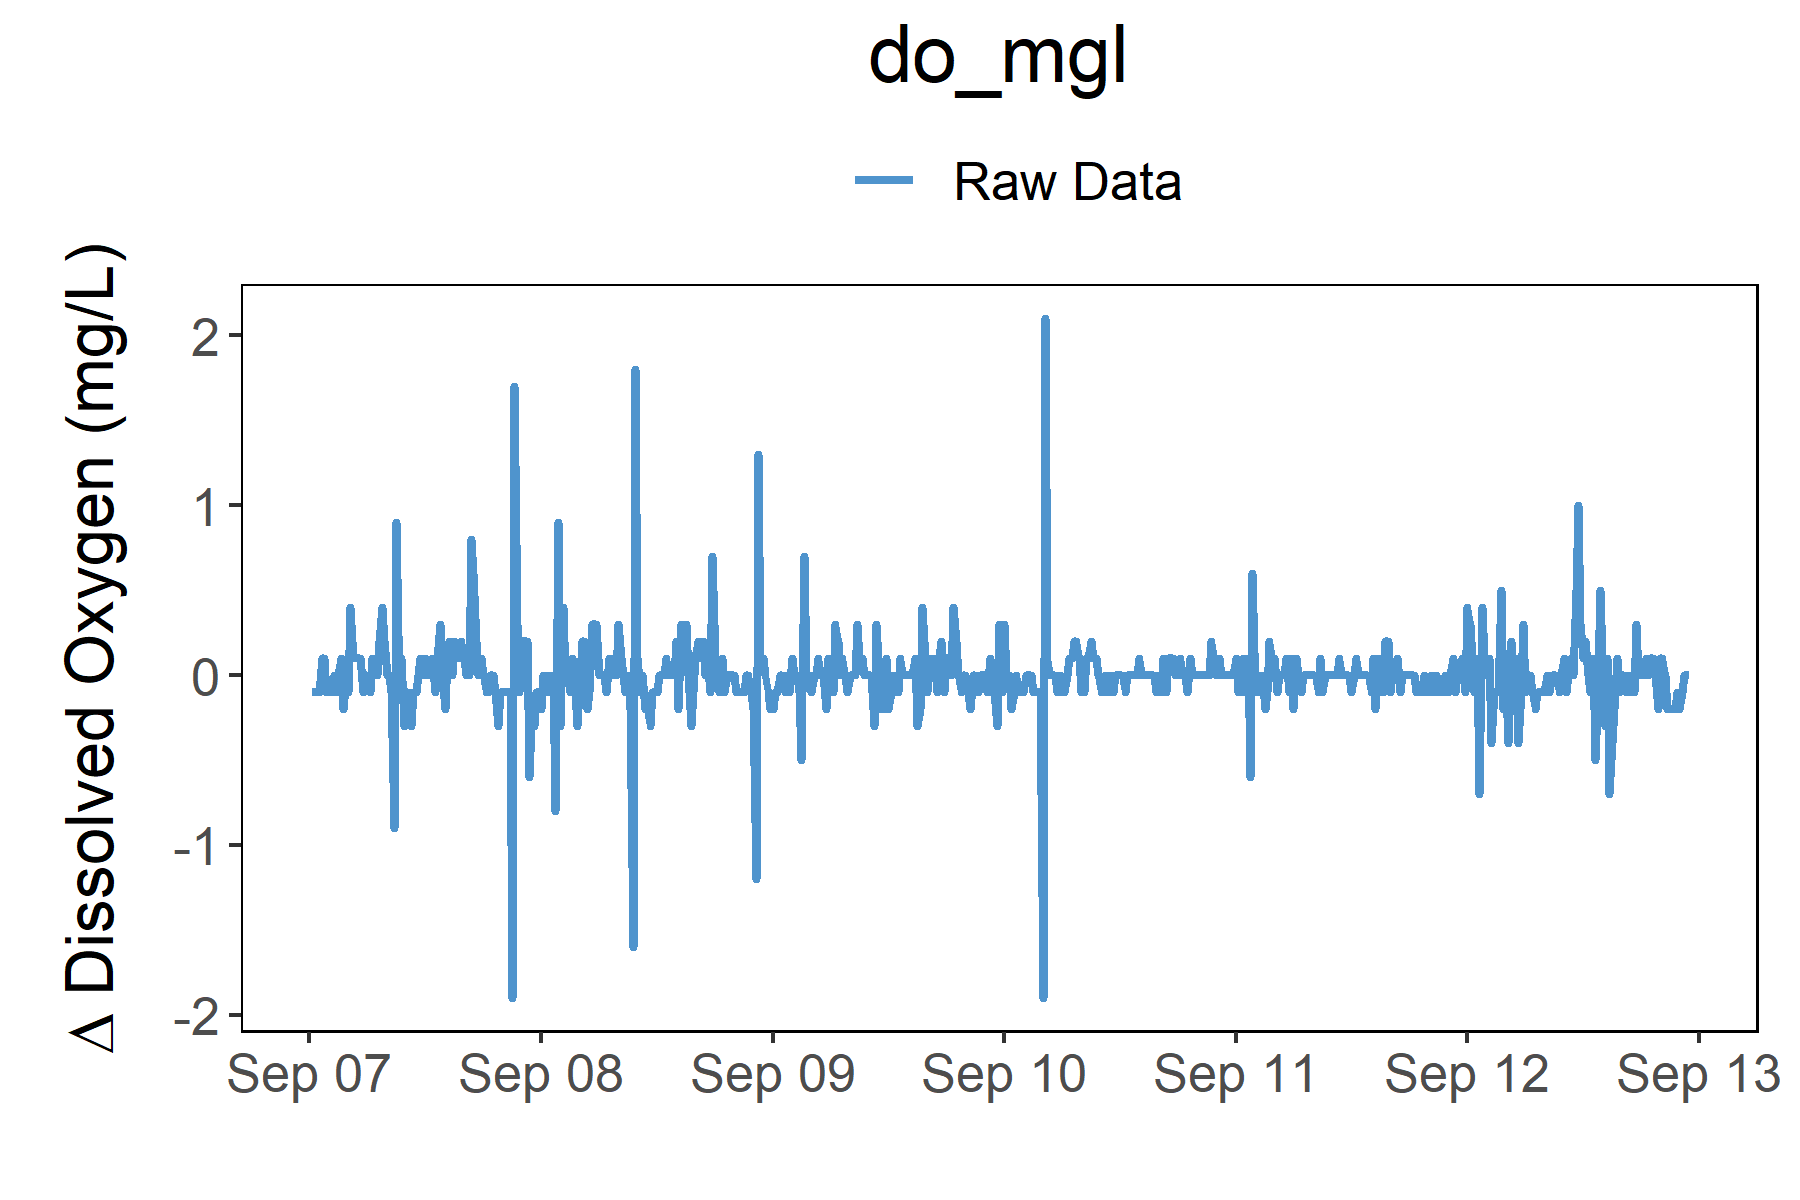 do_mgl
Raw Data
Δ Dissolved Oxygen (mg/L)
2
1
0
-1
-2
Sep 07 Sep 08 Sep 09 Sep 10 Sep 11 Sep 12 Sep 13